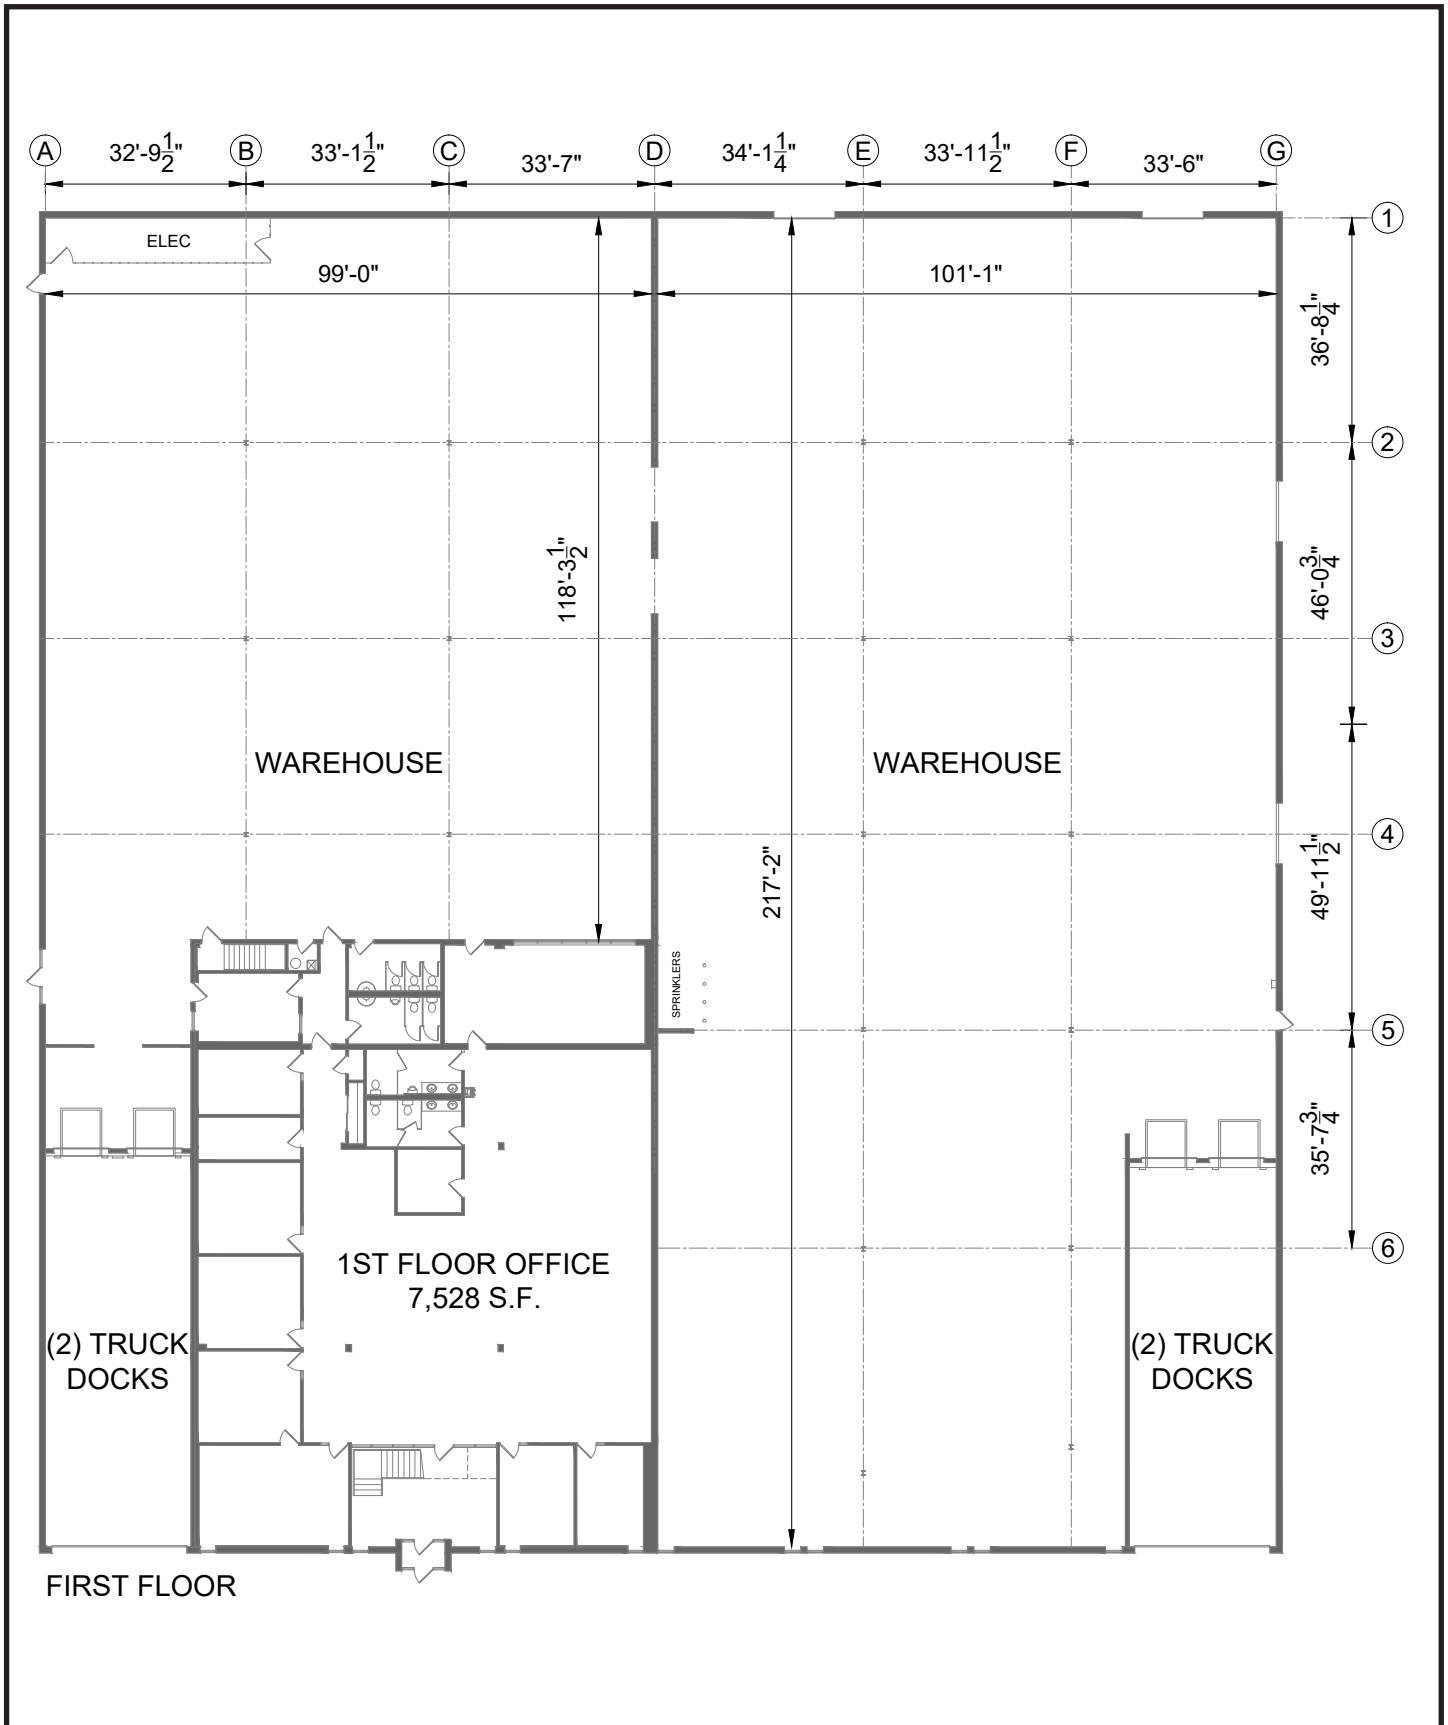 A 32'-9 1/2" B 33'-1 1/2" C 33'-7" D 34'-1 1/4" E 33'-11 1/2" F 33'-6" G
1
ELEC
99'-0" 101'-1"
36'-8 1/4"
2
118'-3 1/2"
46'-0 3/4"
3
WAREHOUSE WAREHOUSE
4
217'-2"
49'-11 1/2"
SPRINKLERS
5
35'-7 3/4"
6
1ST FLOOR OFFICE
7,528 S.F.
(2) TRUCK
DOCKS
(2) TRUCK
DOCKS
FIRST FLOOR